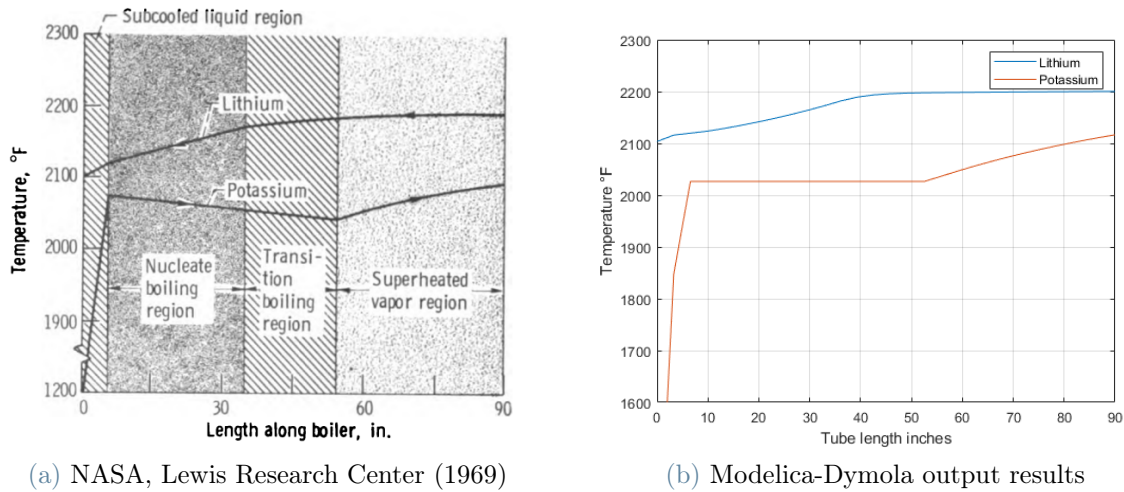 Subcooled liquid region
2300
2200
2100
2000
1900
1200
Temperature, °F
Lithium
Potassium
Nucleate
boiling
region
Transi-
tion
boiling
region
Superheated
vapor region
0
30
60
90
Length along boiler, in.
(a) NASA, Lewis Research Center (1969)
2300
2200
2100
2000
1900
1800
1700
1600
Temperature °F
Lithium
Potassium
0
10
20
30
40
50
60
70
80
90
Tube length inches
(b) Modelica-Dymola output results